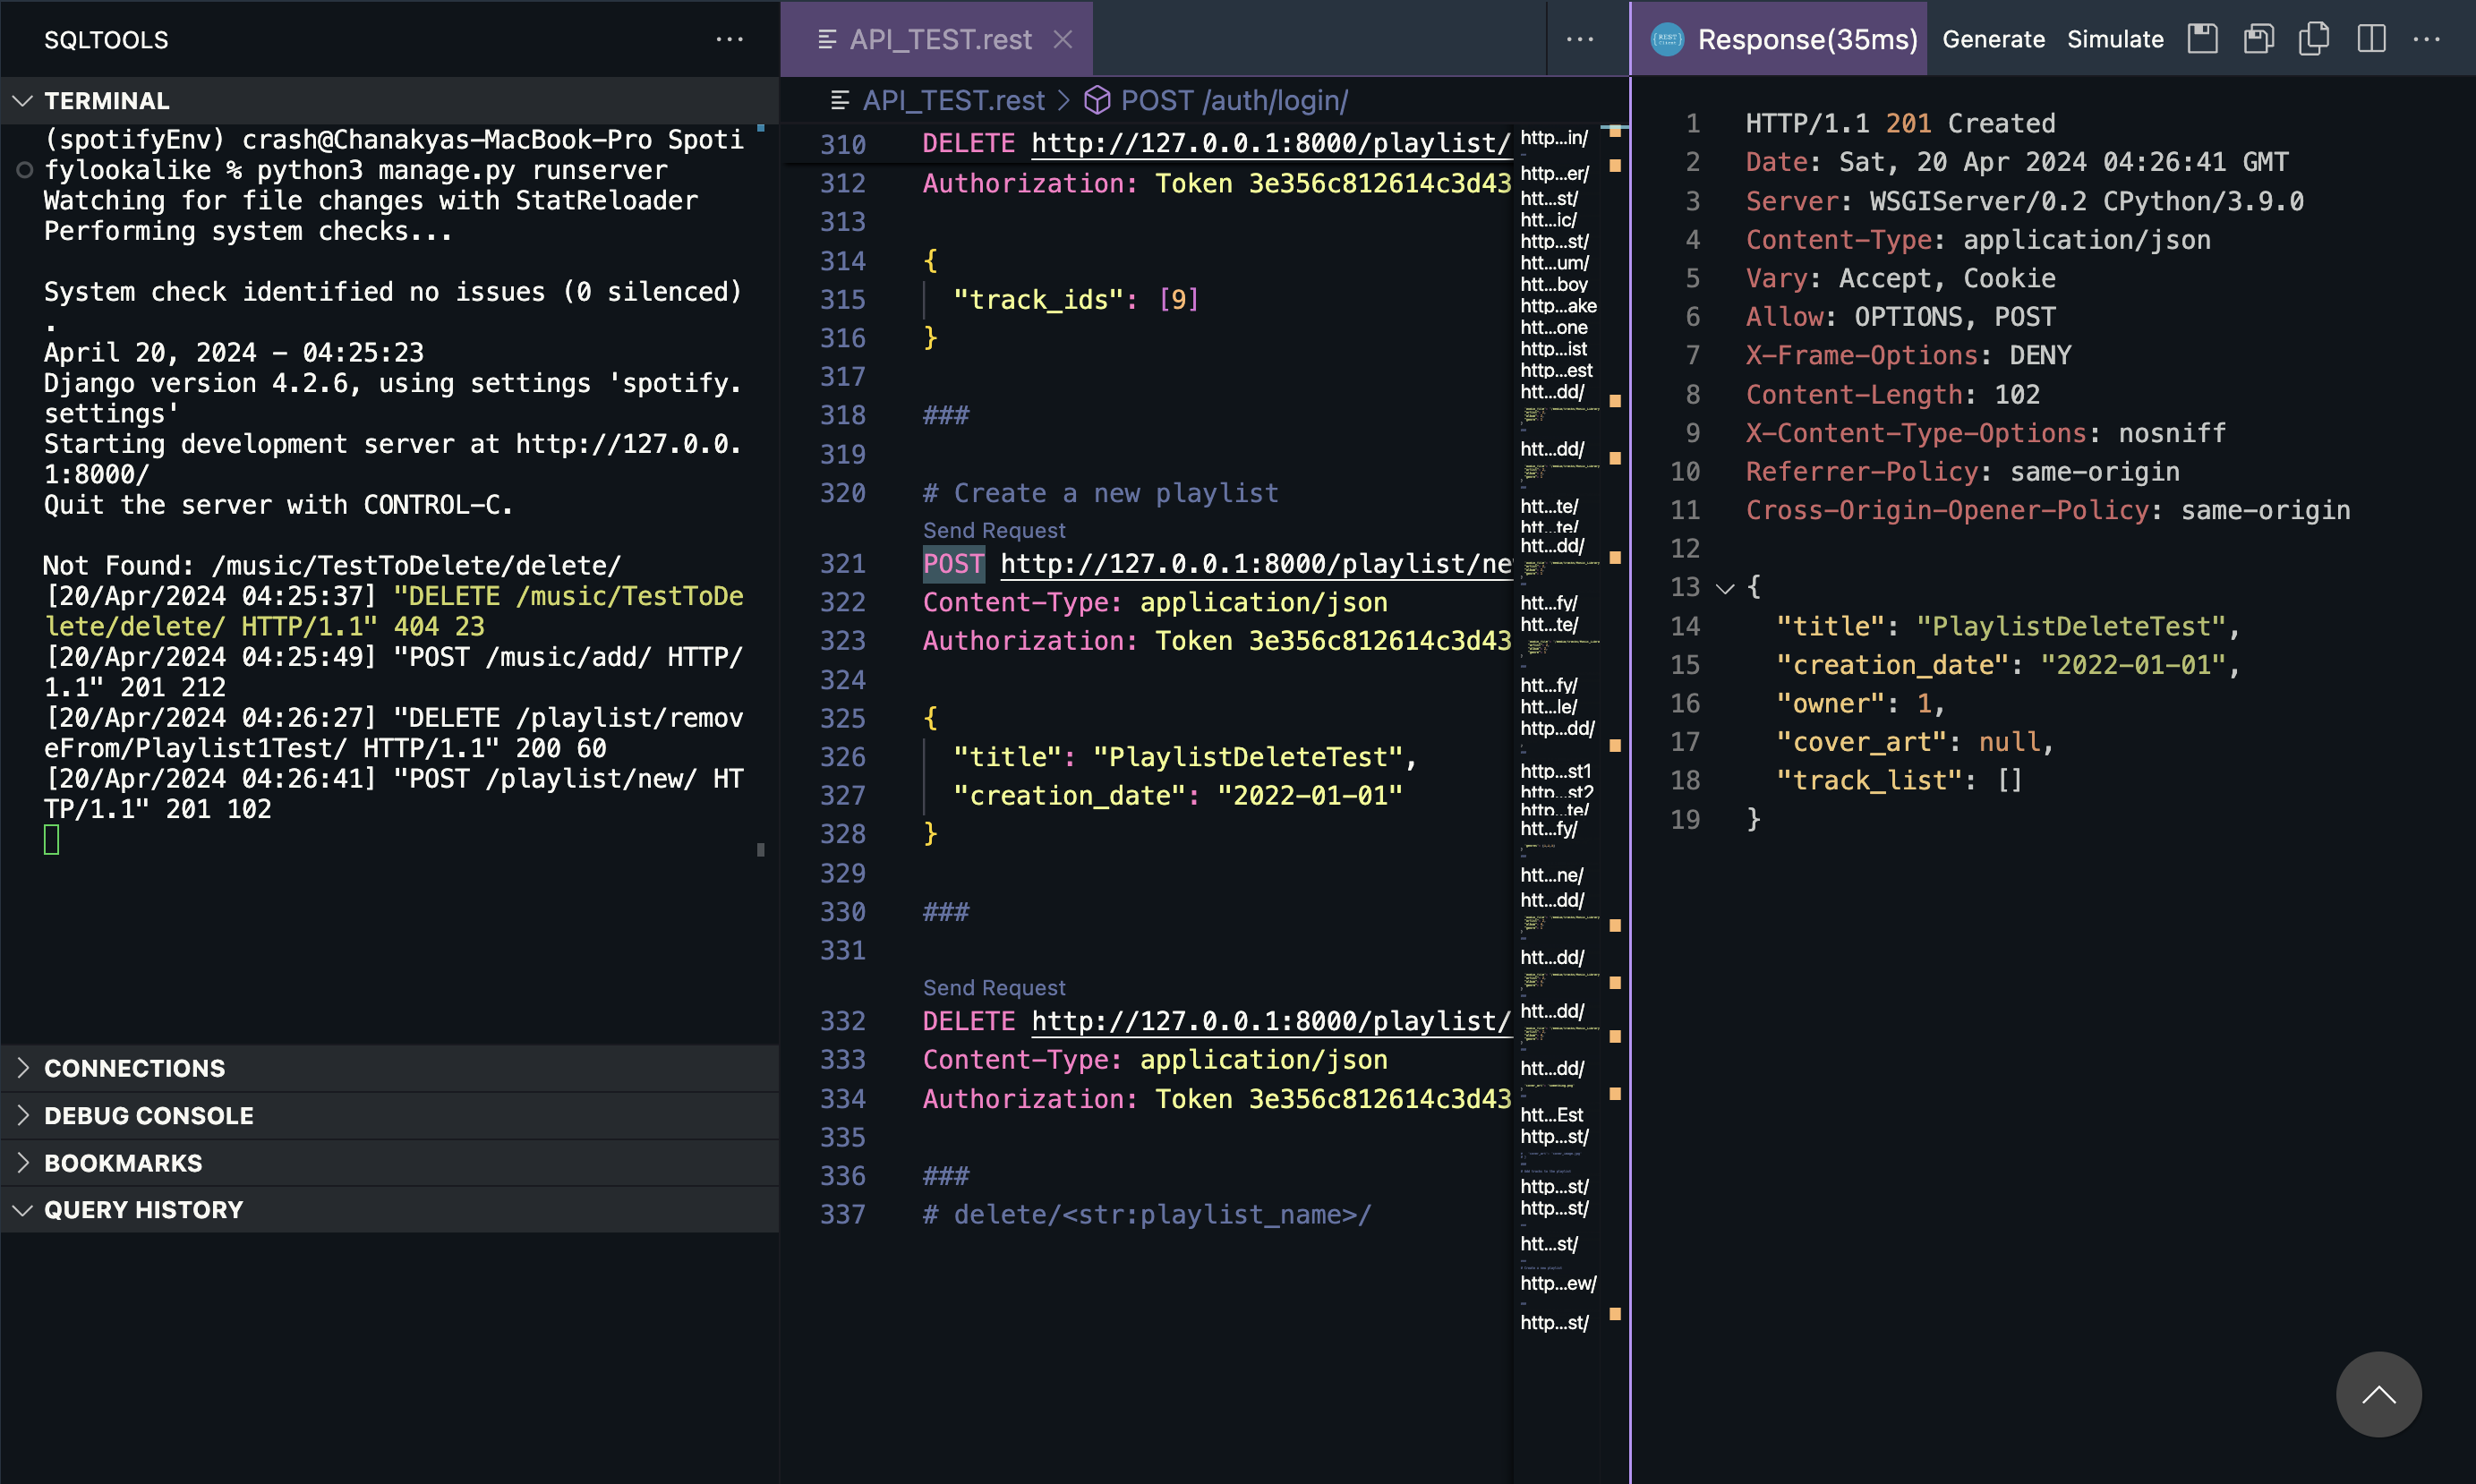 SQLTOOLS
TERMINAL
(spotifyEnv) crash@Chanakyas-MacBook-Pro Spoti
fylookalike % python3 manage.py runserver
Watching for file changes with StatReloader
Performing system checks...
System check identified no issues (0 silenced)
.
April 20, 2024 - 04:25:23
Django version 4.2.6, using settings 'spotify.
settings'
Starting development server at http://127.0.0.
1:8000/
Quit the server with CONTROL-C.
Not Found: /music/TestToDelete/delete/
[20/Apr/2024 04:25:37] "DELETE /music/TestToDe
lete/delete/ HTTP/1.1" 404 23
[20/Apr/2024 04:25:49] "POST /music/add/ HTTP/
1.1" 201 212
[20/Apr/2024 04:26:27] "DELETE /playlist/remov
eFrom/Playlist1Test/ HTTP/1.1" 200 60
[20/Apr/2024 04:26:41] "POST /playlist/new/ HT
TP/1.1" 201 102
CONNECTIONS
DEBUG CONSOLE
BOOKMARKS
QUERY HISTORY
API_TEST.rest
API_TEST.rest > POST /auth/login/
310 DELETE http://127.0.0.1:8000/playlist/
312 Authorization: Token 3e356c812614c3d43
313
314 {
315 "track_ids": [9]
316 }
317
318 ###
319
320 # Create a new playlist
Send Request
321 POST http://127.0.0.1:8000/playlist/ne
322 Content-Type: application/json
323 Authorization: Token 3e356c812614c3d43
324
325 {
326 "title": "PlaylistDeleteTest",
327 "creation_date": "2022-01-01"
328 }
329
330 ###
331
Send Request
332 DELETE http://127.0.0.1:8000/playlist/
333 Content-Type: application/json
334 Authorization: Token 3e356c812614c3d43
335
336 ###
337 # delete/<str:playlist_name>/
http...in/
http...er/
htt...st/
htt...ic/
http...st/
htt...um/
htt...boy
http...ake
htt...one
http...ist
http...est
htt...dd/
htt...dd/
htt...te/
htt...te/
htt...dd/
htt...fy/
htt...te/
htt...fy/
htt...le/
http...dd/
http...st1
http...st2
http...te/
htt...fy/
htt...ne/
htt...dd/
htt...dd/
htt...dd/
htt...dd/
htt...Est
http...st/
http...st/
http...st/
htt...st/
http...ew/
http...st/
Response(35ms)
Generate
Simulate
1 HTTP/1.1 201 Created
2 Date: Sat, 20 Apr 2024 04:26:41 GMT
3 Server: WSGIServer/0.2 CPython/3.9.0
4 Content-Type: application/json
5 Vary: Accept, Cookie
6 Allow: OPTIONS, POST
7 X-Frame-Options: DENY
8 Content-Length: 102
9 X-Content-Type-Options: nosniff
10 Referrer-Policy: same-origin
11 Cross-Origin-Opener-Policy: same-origin
12
13 {
14 "title": "PlaylistDeleteTest",
15 "creation_date": "2022-01-01",
16 "owner": 1,
17 "cover_art": null,
18 "track_list": []
19 }